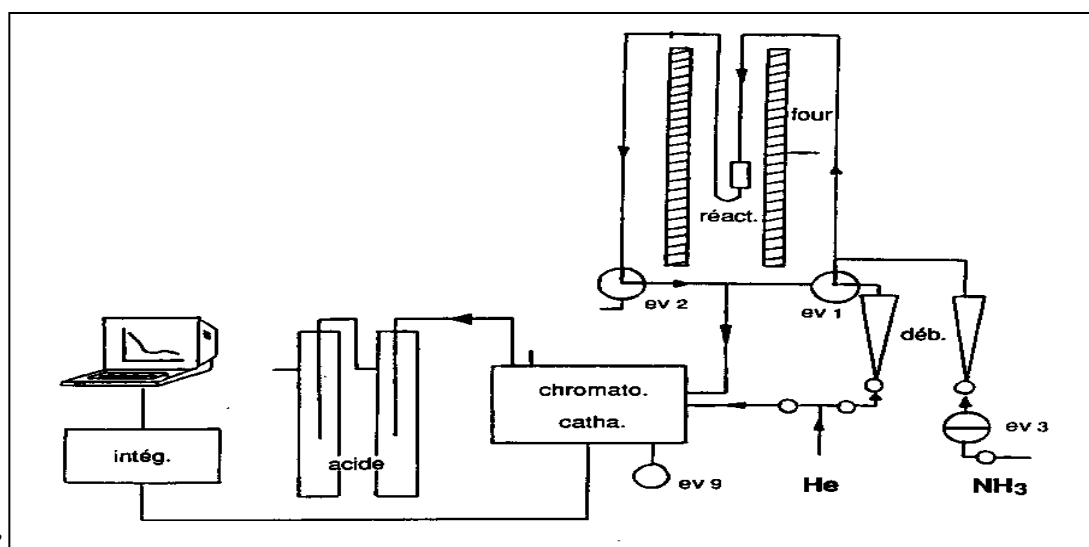 four
réact.
ev 2
ev 1
déb.
chromato.
catha.
acide
intég.
ev 9
ev 3
He
NH3